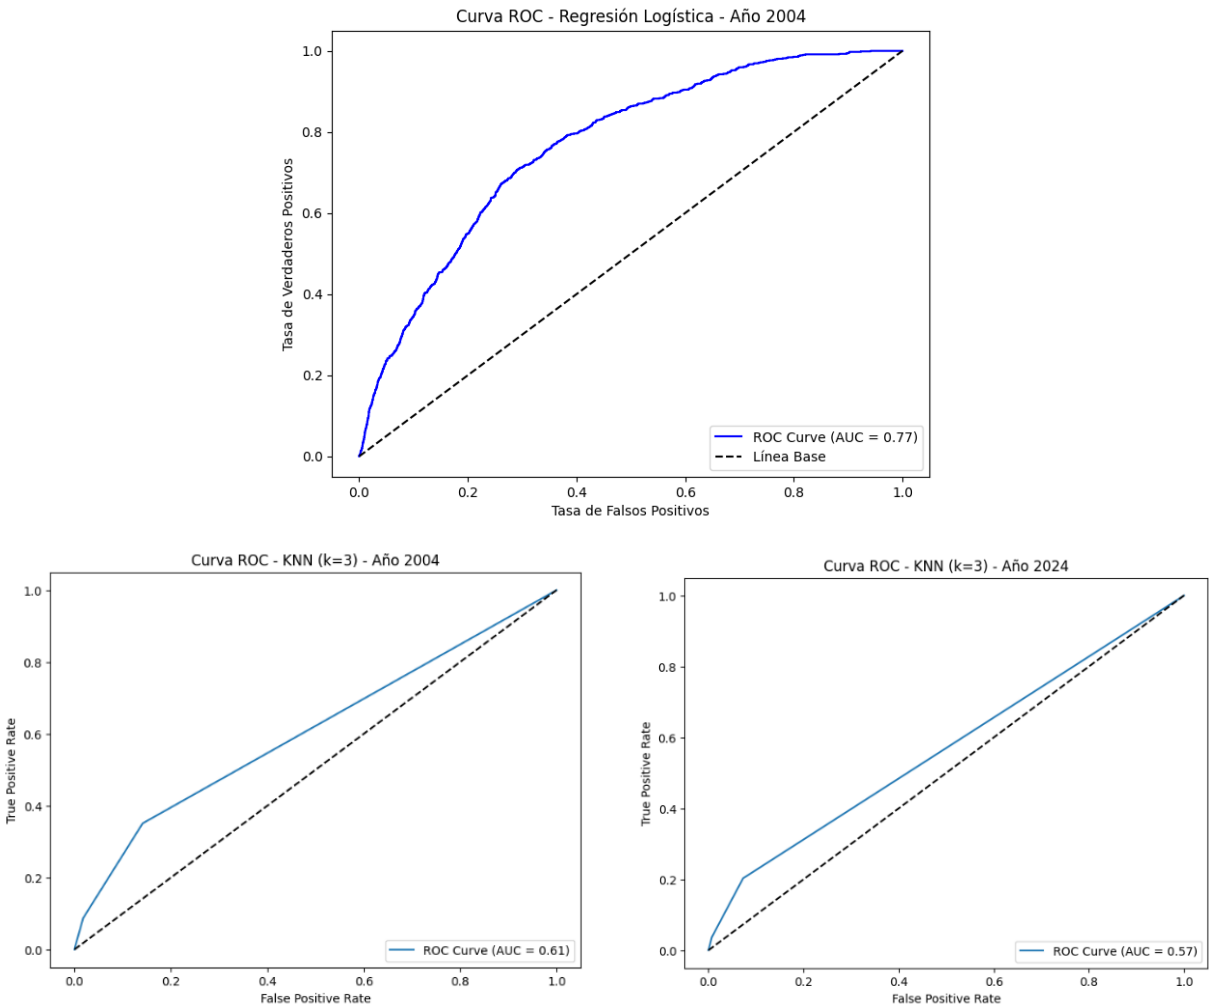 Curva ROC - Regresión Logística - Año 2004
1.0
0.8
0.6
0.4
0.2
0.0
Tasa de Verdaderos Positivos
ROC Curve (AUC = 0.77)
Línea Base
0.0 0.2 0.4 0.6 0.8 1.0
Tasa de Falsos Positivos
Curva ROC - KNN (k=3) - Año 2004
1.0
0.8
0.6
0.4
0.2
0.0
True Positive Rate
ROC Curve (AUC = 0.61)
0.0 0.2 0.4 0.6 0.8 1.0
False Positive Rate
Curva ROC - KNN (k=3) - Año 2024
1.0
0.8
0.6
0.4
0.2
0.0
True Positive Rate
ROC Curve (AUC = 0.57)
0.0 0.2 0.4 0.6 0.8 1.0
False Positive Rate